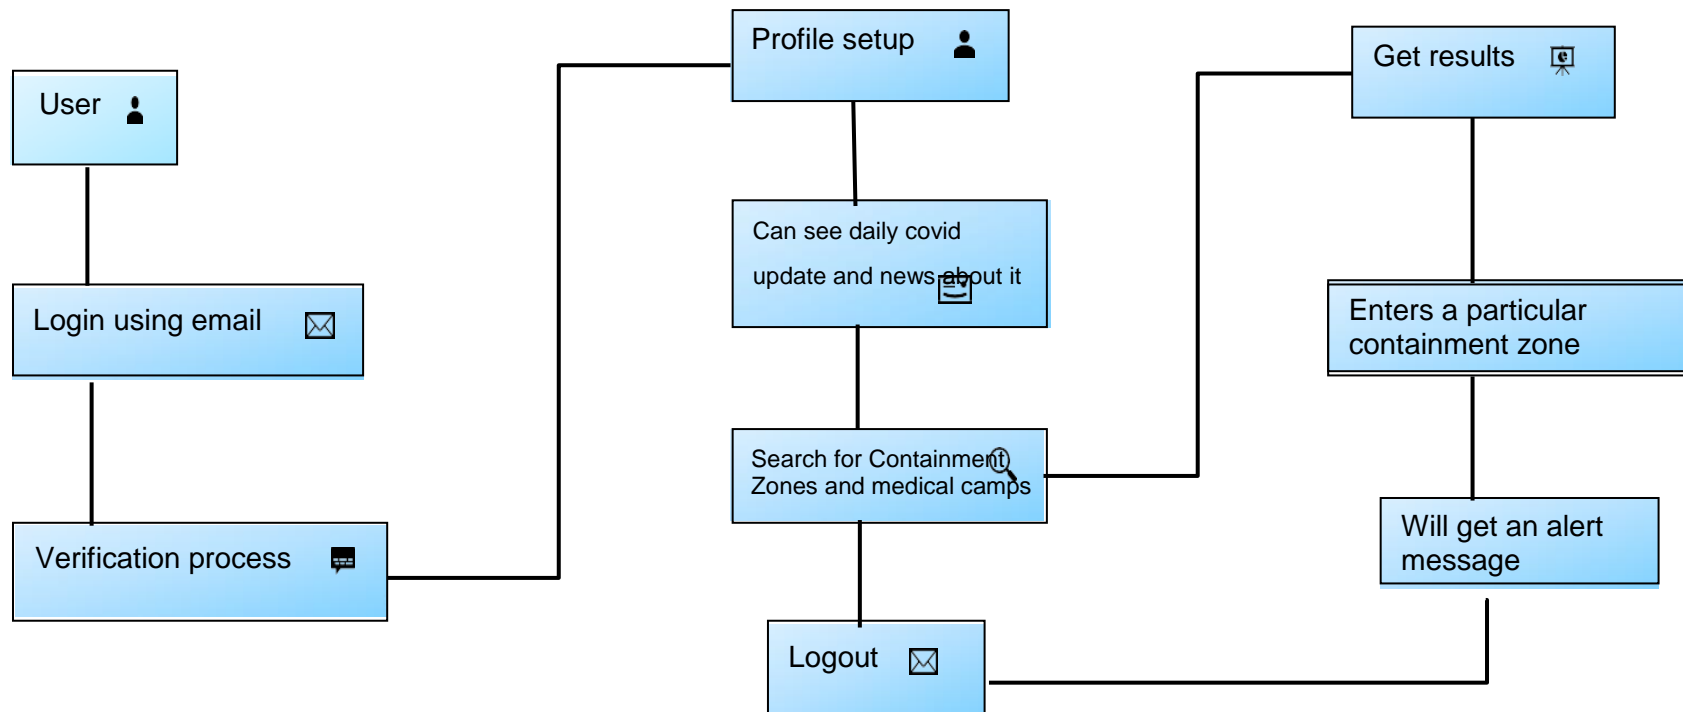 User
Login using email
Verification process
Profile setup
Can see daily covid
update and news about it
Search for Containment
Zones and medical camps
Logout
Get results
Enters a particular
containment zone
Will get an alert
message